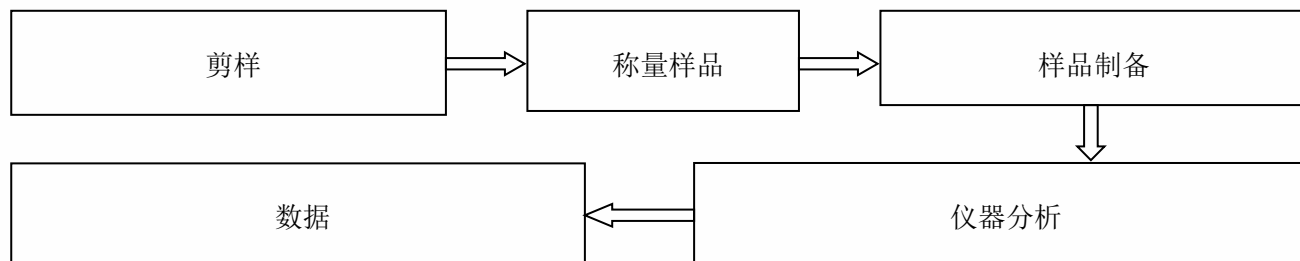 剪样
称量样品
样品制备
仪器分析
数据